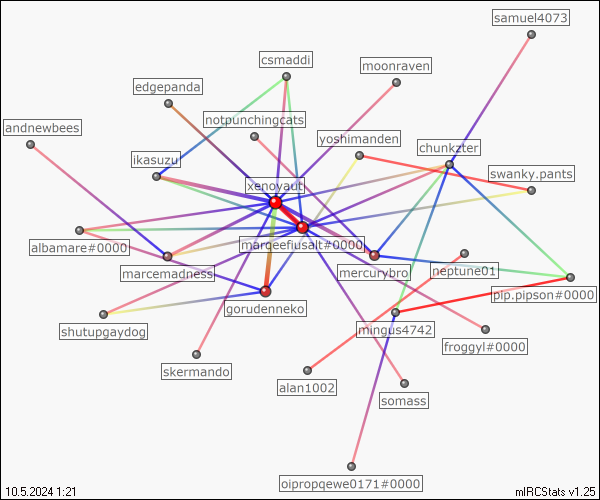 samuel4073
csmaddi
moonraven
edgepanda
notpunchingcats
andnewbees
yoshimanden
chunkzter
ikasuzu
swanky.pants
xenoyaut
albamare#0000
marqeefiusalt#0000
marcemadness
mercurybro
neptune01
pip.pipson#0000
gorudenneko
shutupgaydog
mingus4742
froggyl#0000
skermando
alan1002
somass
oipropqewe0171#0000
10.5.2024 1:21
mIRCStats v1.25